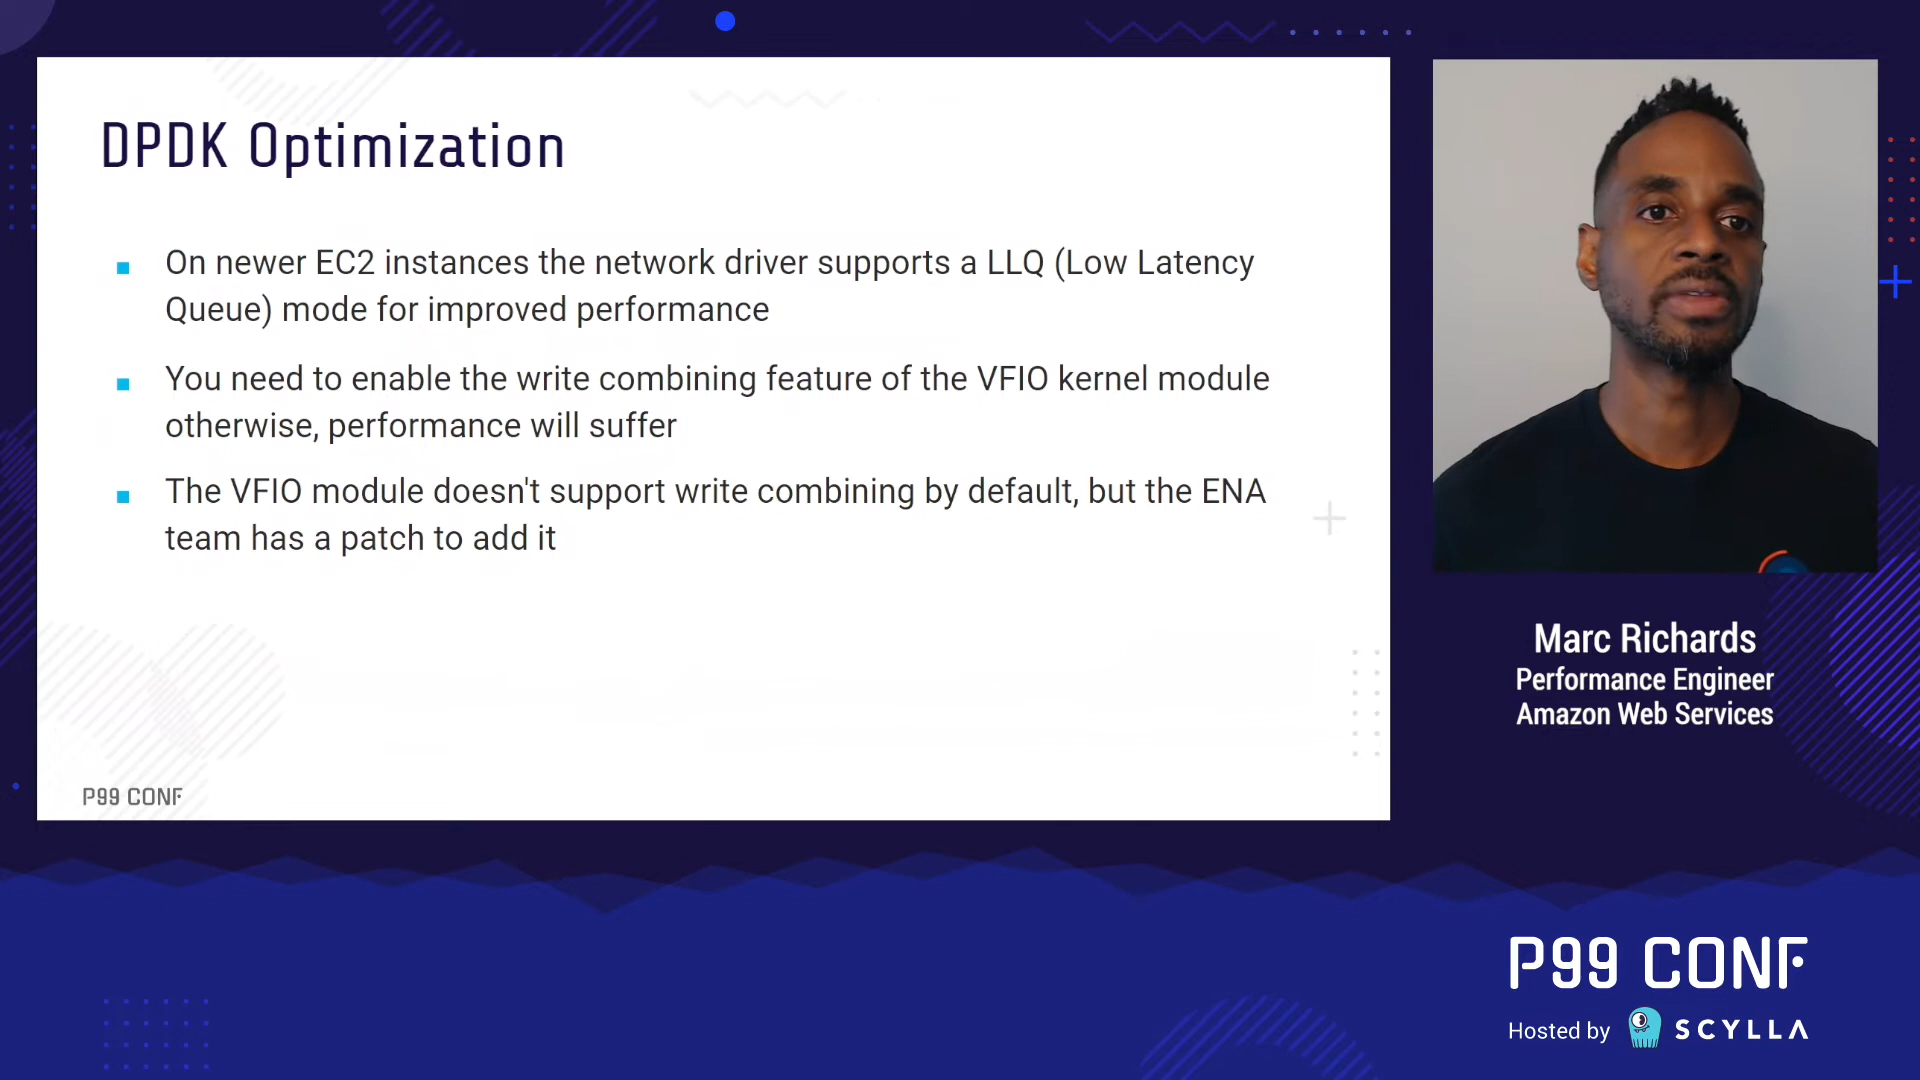 DPDK Optimization
On newer EC2 instances the network driver supports a LLQ (Low Latency
Queue) mode for improved performance
You need to enable the write combining feature of the VFIO kernel module
otherwise, performance will suffer
The VFIO module doesn't support write combining by default, but the ENA
team has a patch to add it
P99 CONF
Marc Richards
Performance Engineer
Amazon Web Services
P99 CONF
Hosted by SCYLLA